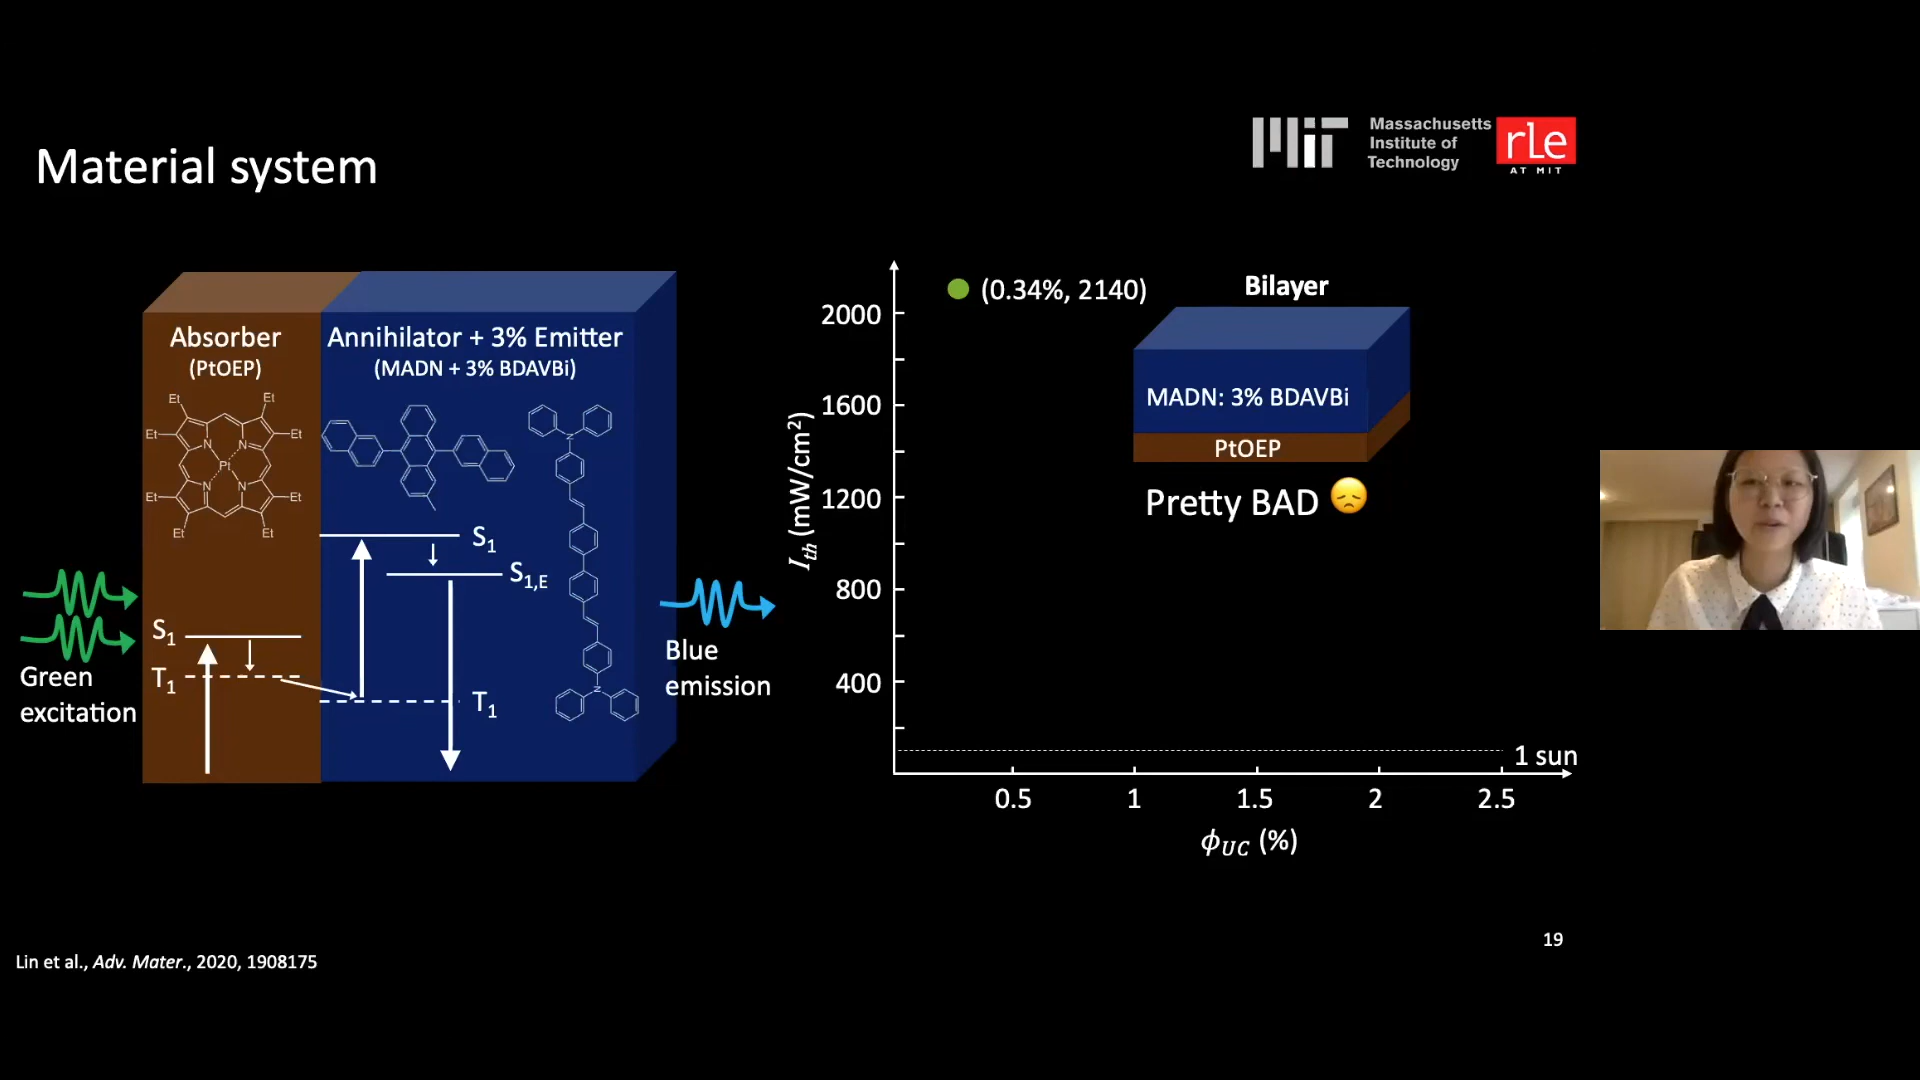 Material system
Massachusetts
Institute of
Technology
rLe
AT MIT
Absorber
(PtOEP)
Annihilator + 3% Emitter
(MADN + 3% BDAVBi)
Et
Et
Et
Et
N
N
Pt
N
N
Et
Et
Et
Et
N
N
S1
S1,E
S1
T1
T1
Green
excitation
Blue
emission
(0.34%, 2140)
Bilayer
MADN: 3% BDAVBi
PtOEP
Pretty BAD 😞
Ith (mW/cm²)
2000
1600
1200
800
400
1 sun
0.5
1
1.5
2
2.5
ϕUC (%)
19
Lin et al., Adv. Mater., 2020, 1908175